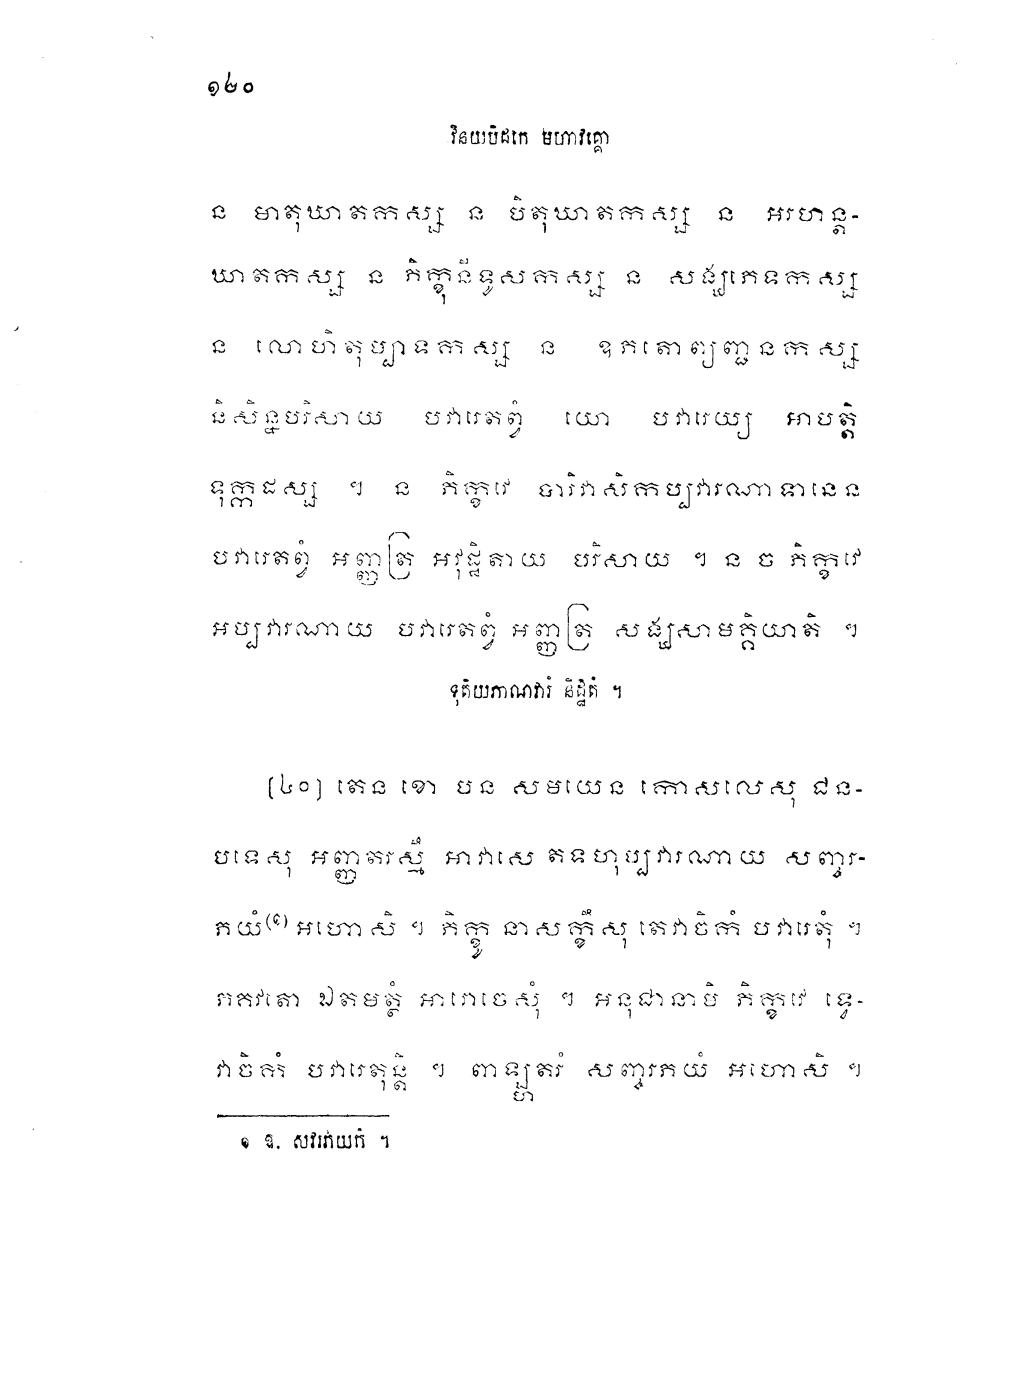 ១២០
វិនយបិដកេ មហាវគ្គោ
ន មាតុឃាតកស្ស ន បិតុឃាតកស្ស ន អរហន្ត-
ឃាតកស្ស ន ភិក្ខុនីទូសកស្ស ន សង្ឃភេទកស្ស
ន លោហិតុប្បាទកស្ស ន ឧភតោព្យញ្ជនកស្ស
និសិន្នបរិសាយ បវារេតព្វំ យោ បវារេយ្យ អាបត្តិ
ទុក្កដស្ស ។ ន ភិក្ខវេ បារិវាសិកប្បវារណាទានេន
បវារេតព្វំ អញ្ញត្រ អវុដ្ឋិតាយ បរិសាយ ។ ន ច ភិក្ខវេ
អប្បវារណាយ បវារេតព្វំ អញ្ញត្រ សង្ឃសាមគ្គិយាតិ ។
ទុតិយភាណវារំ និដ្ឋិតំ ។
(៤០) តេន ខោ បន សមយេន កោសលេសុ ជន-
បទេសុ អញ្ញតរស្មឹ អាវាសេ តទហុប្បវារណាយ សញ្ចរ-
ភយំ(១) អហោសិ ។ ភិក្ខូ នាសក្ខឹសុ តេវាចិកំ បវារេតុំ ។
ភគវតោ ឯតមត្ថំ អារោចេសុំ ។ អនុជានាមិ ភិក្ខវេ ទ្វេ-
វាចិកំ បវារេតុន្តិ ។ ពាឡ្ហតរំ សញ្ចរភយំ អហោសិ ។
១ ឱ. សវរភយកំ ។